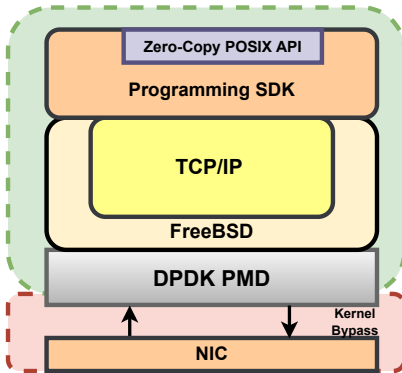 Zero-Copy POSIX API
Programming SDK
TCP/IP
FreeBSD
DPDK PMD
Kernel
Bypass
NIC